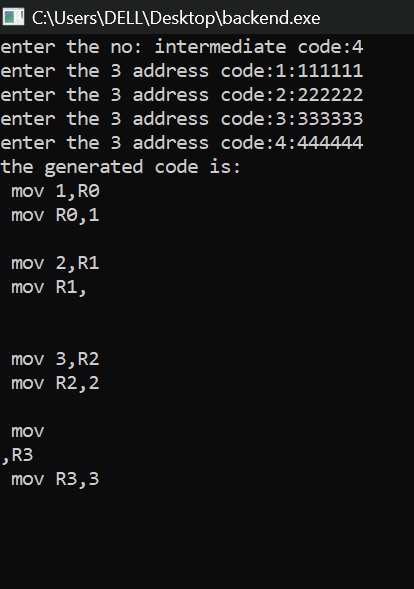 C:\Users\DELL\Desktop\backend.exe
enter the no: intermediate code:4
enter the 3 address code:1:111111
enter the 3 address code:2:222222
enter the 3 address code:3:333333
enter the 3 address code:4:444444
the generated code is:
mov 1,R0
mov R0,1
mov 2,R1
mov R1,
mov 3,R2
mov R2,2
mov
,R3
mov R3,3